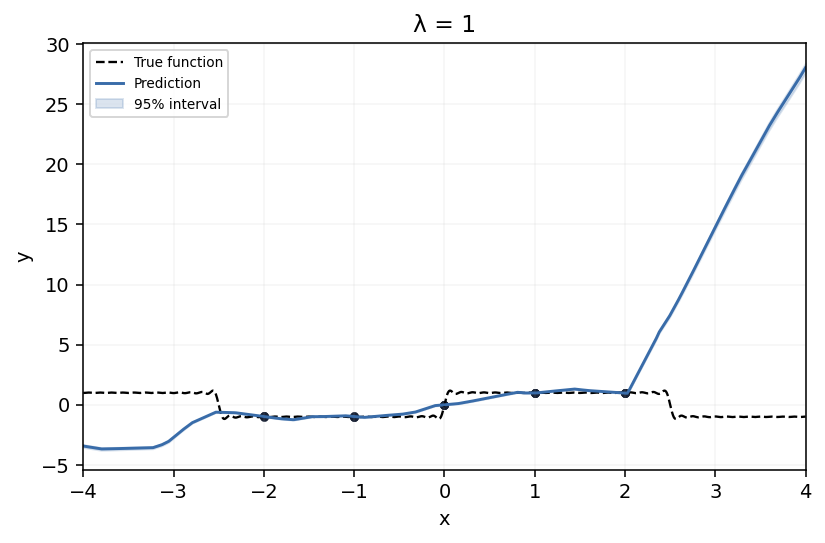 λ = 1
True function
Prediction
95% interval
30
25
20
15
10
5
0
−5
y
−4 −3 −2 −1 0 1 2 3 4
x